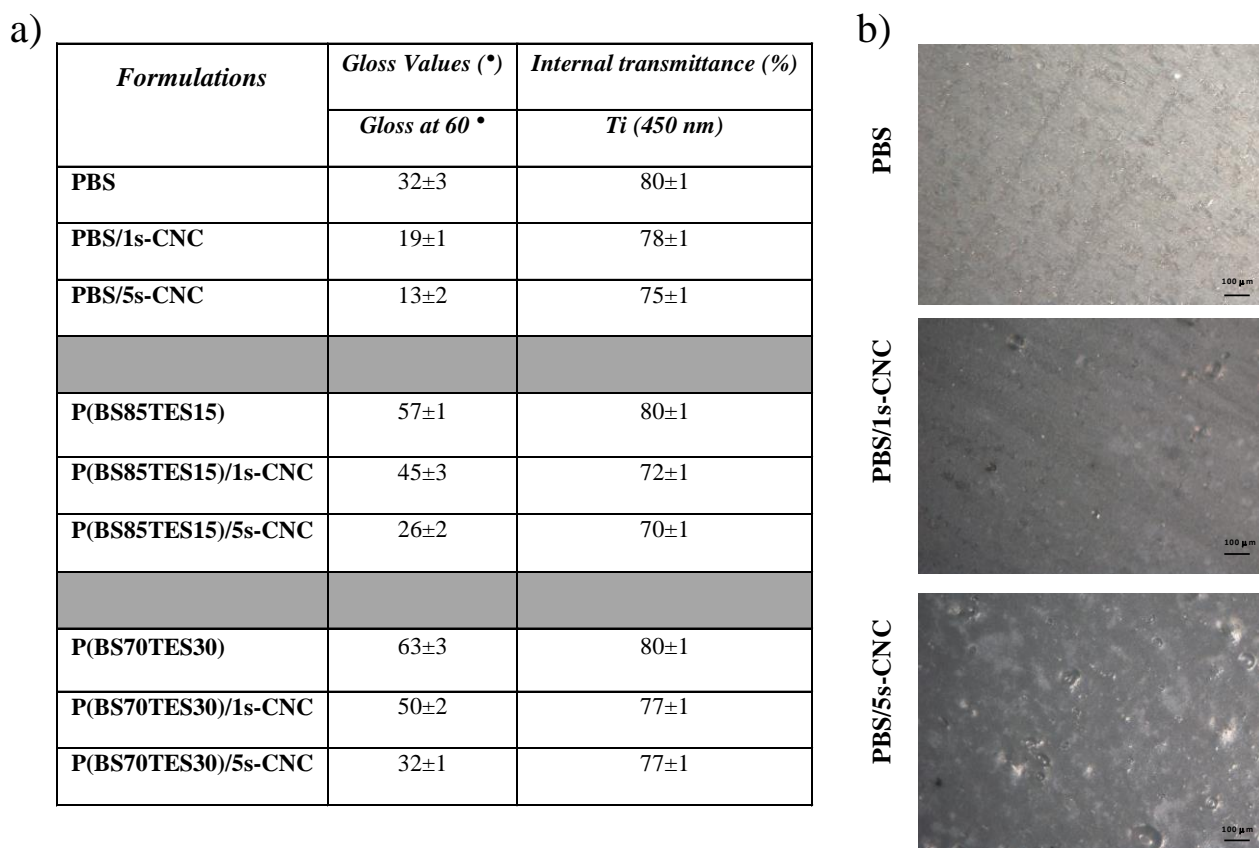 a)
Formulations Gloss Values (•) Internal transmittance (%)
Gloss at 60 • Ti (450 nm)
PBS 32±3 80±1
PBS/1s-CNC 19±1 78±1
PBS/5s-CNC 13±2 75±1
P(BS85TES15) 57±1 80±1
P(BS85TES15)/1s-CNC 45±3 72±1
P(BS85TES15)/5s-CNC 26±2 70±1
P(BS70TES30) 63±3 80±1
P(BS70TES30)/1s-CNC 50±2 77±1
P(BS70TES30)/5s-CNC 32±1 77±1
b)
PBS
100 µm
PBS/1s-CNC
100 µm
PBS/5s-CNC
100 µm